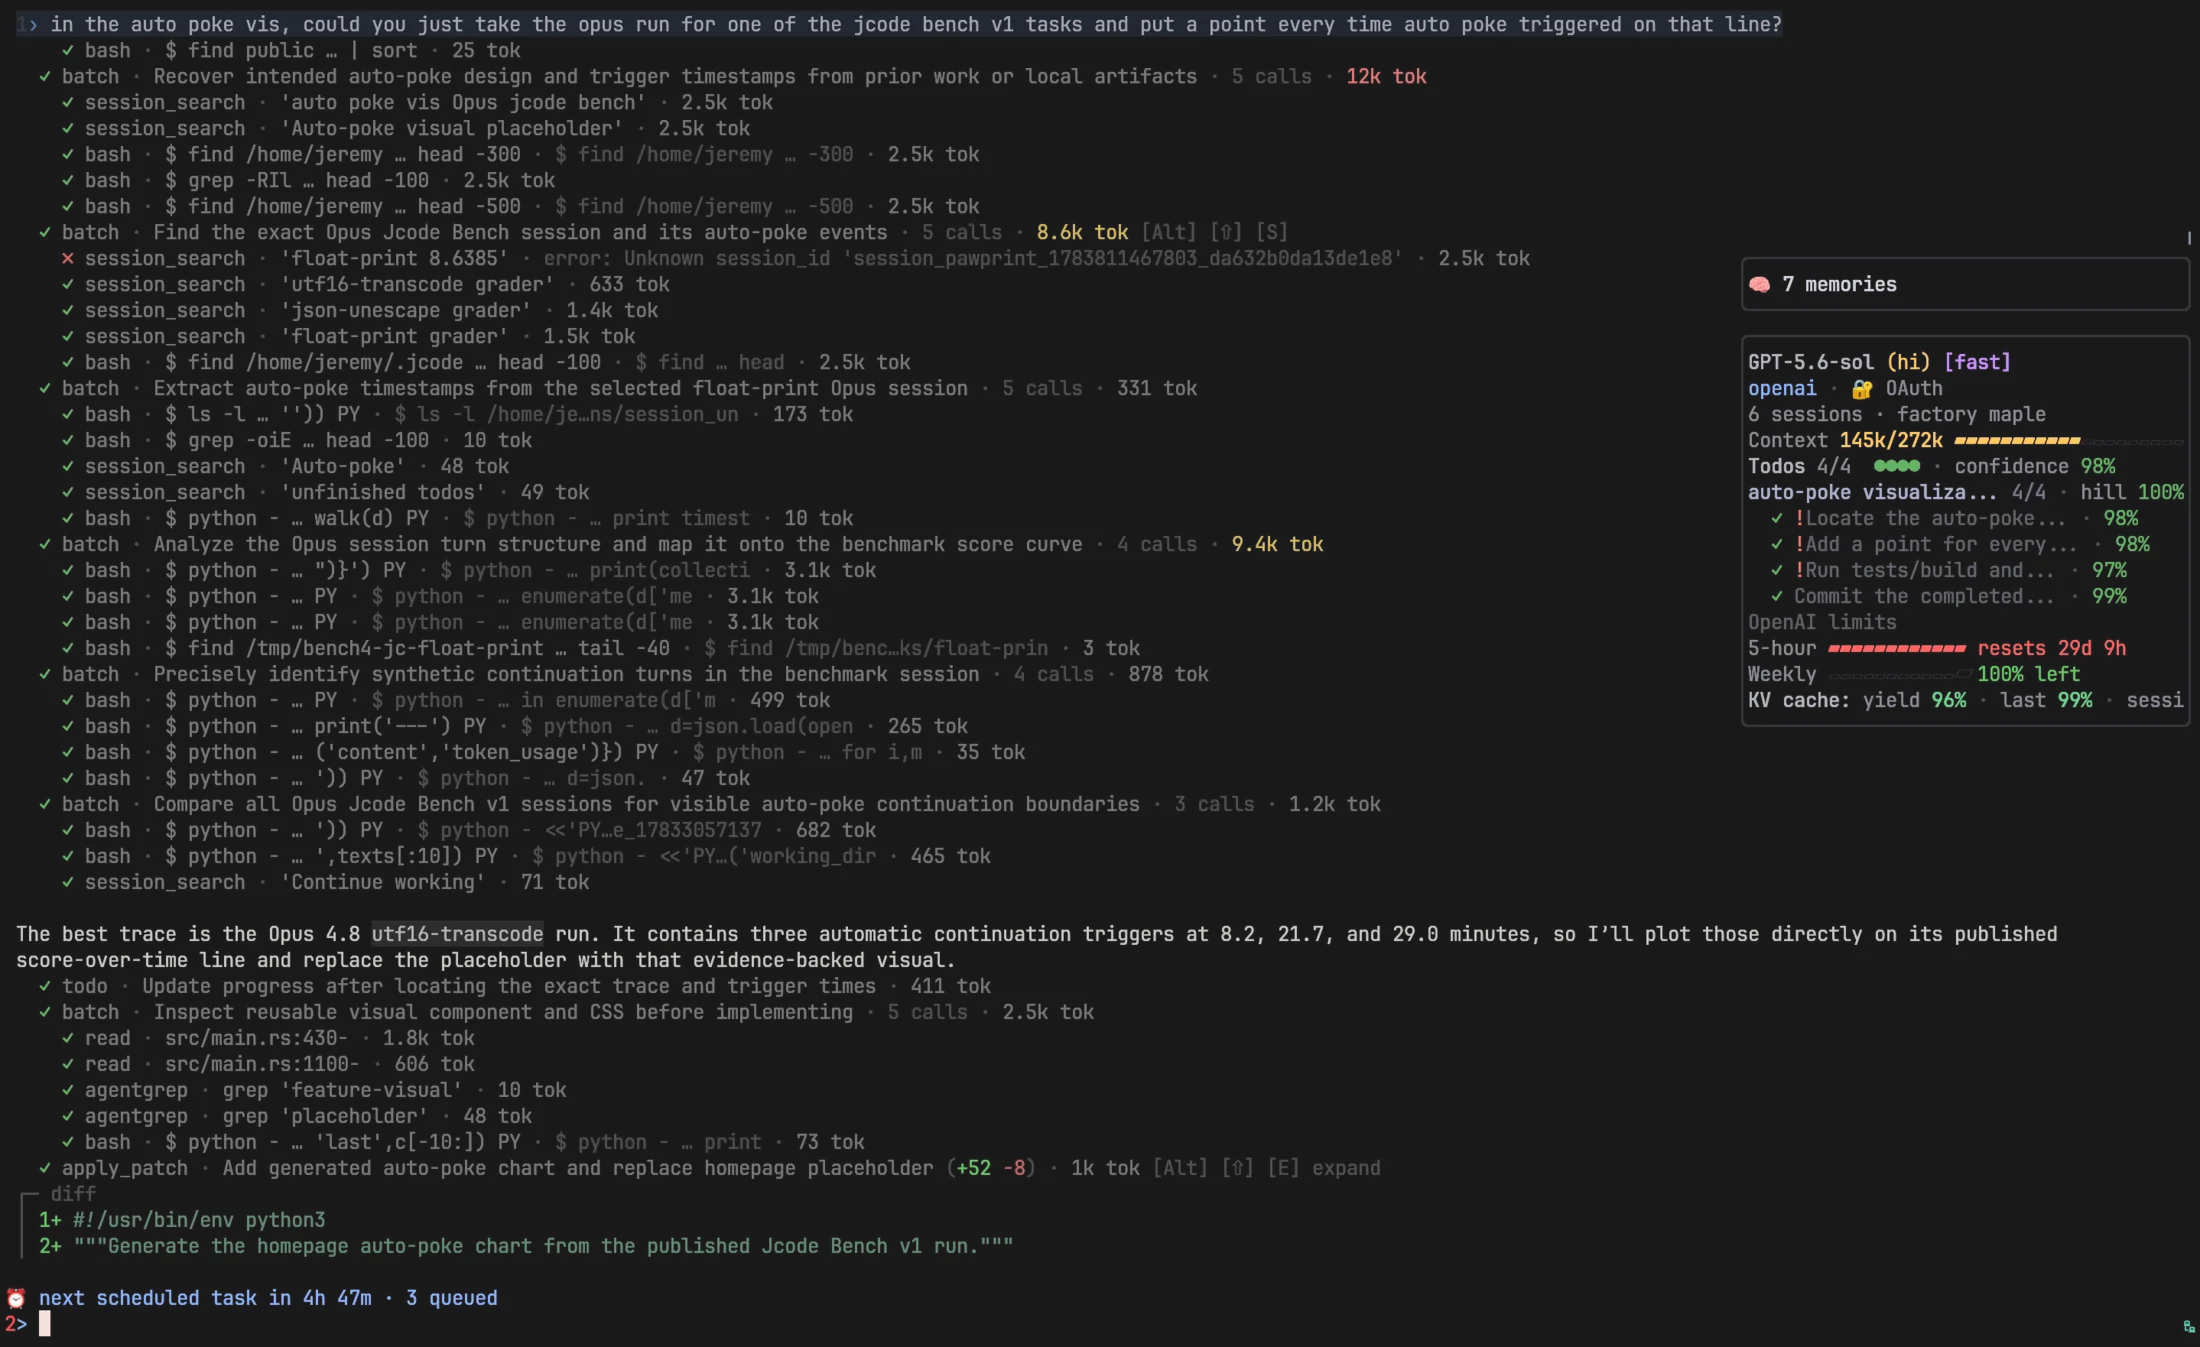 1› in the auto poke vis, could you just take the opus run for one of the jcode bench v1 tasks and put a point every time auto poke triggered on that line?
✓ bash · $ find public … | sort · 25 tok
✓ batch · Recover intended auto-poke design and trigger timestamps from prior work or local artifacts · 5 calls · 12k tok
✓ session_search · 'auto poke vis Opus jcode bench' · 2.5k tok
✓ session_search · 'Auto-poke visual placeholder' · 2.5k tok
✓ bash · $ find /home/jeremy … head -300 · $ find /home/jeremy … -300 · 2.5k tok
✓ bash · $ grep -RIl … head -100 · 2.5k tok
✓ bash · $ find /home/jeremy … head -500 · $ find /home/jeremy … -500 · 2.5k tok
✓ batch · Find the exact Opus Jcode Bench session and its auto-poke events · 5 calls · 8.6k tok [Alt] [⇧] [S]
✗ session_search · 'float-print 8.6385' · error: Unknown session_id 'session_pawprint_1783811467803_da632b0da13de1e8' · 2.5k tok
✓ session_search · 'utf16-transcode grader' · 633 tok
✓ session_search · 'json-unescape grader' · 1.4k tok
✓ session_search · 'float-print grader' · 1.5k tok
✓ bash · $ find /home/jeremy/.jcode … head -100 · $ find … head · 2.5k tok
✓ batch · Extract auto-poke timestamps from the selected float-print Opus session · 5 calls · 331 tok
✓ bash · $ ls -l … '')) PY · $ ls -l /home/je…ns/session_un · 173 tok
✓ bash · $ grep -oiE … head -100 · 10 tok
✓ session_search · 'Auto-poke' · 48 tok
✓ session_search · 'unfinished todos' · 49 tok
✓ bash · $ python - … walk(d) PY · $ python - … print timest · 10 tok
✓ batch · Analyze the Opus session turn structure and map it onto the benchmark score curve · 4 calls · 9.4k tok
✓ bash · $ python - … ")}') PY · $ python - … print(collecti · 3.1k tok
✓ bash · $ python - … PY · $ python - … enumerate(d['me · 3.1k tok
✓ bash · $ python - … PY · $ python - … enumerate(d['me · 3.1k tok
✓ bash · $ find /tmp/bench4-jc-float-print … tail -40 · $ find /tmp/benc…ks/float-prin · 3 tok
✓ batch · Precisely identify synthetic continuation turns in the benchmark session · 4 calls · 878 tok
✓ bash · $ python - … PY · $ python - … in enumerate(d['m · 499 tok
✓ bash · $ python - … print('---') PY · $ python - … d=json.load(open · 265 tok
✓ bash · $ python - … ('content','token_usage')}) PY · $ python - … for i,m · 35 tok
✓ bash · $ python - … ')) PY · $ python - … d=json. · 47 tok
✓ batch · Compare all Opus Jcode Bench v1 sessions for visible auto-poke continuation boundaries · 3 calls · 1.2k tok
✓ bash · $ python - … ')) PY · $ python - <<'PY…e_17833057137 · 682 tok
✓ bash · $ python - … ',texts[:10]) PY · $ python - <<'PY…('working_dir · 465 tok
✓ session_search · 'Continue working' · 71 tok
The best trace is the Opus 4.8 utf16-transcode run. It contains three automatic continuation triggers at 8.2, 21.7, and 29.0 minutes, so I’ll plot those directly on its published
score-over-time line and replace the placeholder with that evidence-backed visual.
✓ todo · Update progress after locating the exact trace and trigger times · 411 tok
✓ batch · Inspect reusable visual component and CSS before implementing · 5 calls · 2.5k tok
✓ read · src/main.rs:430- · 1.8k tok
✓ read · src/main.rs:1100- · 606 tok
✓ agentgrep · grep 'feature-visual' · 10 tok
✓ agentgrep · grep 'placeholder' · 48 tok
✓ bash · $ python - … 'last',c[-10:]) PY · $ python - … print · 73 tok
✓ apply_patch · Add generated auto-poke chart and replace homepage placeholder (+52 -8) · 1k tok [Alt] [⇧] [E] expand
diff
1+ #!/usr/bin/env python3
2+ """Generate the homepage auto-poke chart from the published Jcode Bench v1 run."""
⏰ next scheduled task in 4h 47m · 3 queued
2>
🧠 7 memories
GPT-5.6-sol (hi) [fast]
openai · 🔐 OAuth
6 sessions · factory maple
Context 145k/272k
Todos 4/4 ●●●● · confidence 98%
auto-poke visualiza... 4/4 · hill 100%
✓ !Locate the auto-poke... · 98%
✓ !Add a point for every... · 98%
✓ !Run tests/build and... · 97%
✓ Commit the completed... · 99%
OpenAI limits
5-hour resets 29d 9h
Weekly 100% left
KV cache: yield 96% · last 99% · sessi